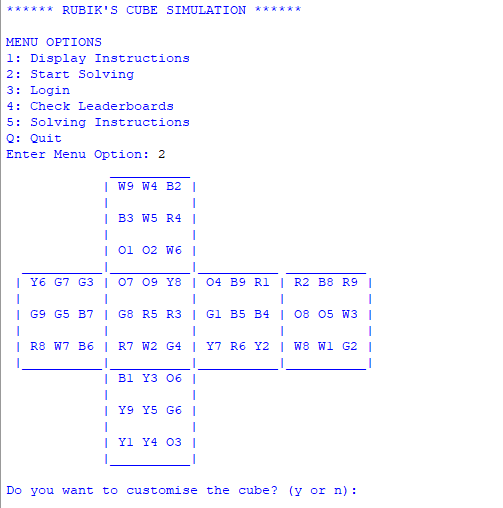 ****** RUBIK'S CUBE SIMULATION ******
MENU OPTIONS
1: Display Instructions
2: Start Solving
3: Login
4: Check Leaderboards
5: Solving Instructions
Q: Quit
Enter Menu Option: 2
| W9 W4 B2 |
| B3 W5 R4 |
| O1 O2 W6 |
| Y6 G7 G3 | O7 O9 Y8 | O4 B9 R1 | R2 B8 R9 |
| G9 G5 B7 | G8 R5 R3 | G1 B5 B4 | O8 O5 W3 |
| R8 W7 B6 | R7 W2 G4 | Y7 R6 Y2 | W8 W1 G2 |
| B1 Y3 O6 |
| Y9 Y5 G6 |
| Y1 Y4 O3 |
Do you want to customise the cube? (y or n):